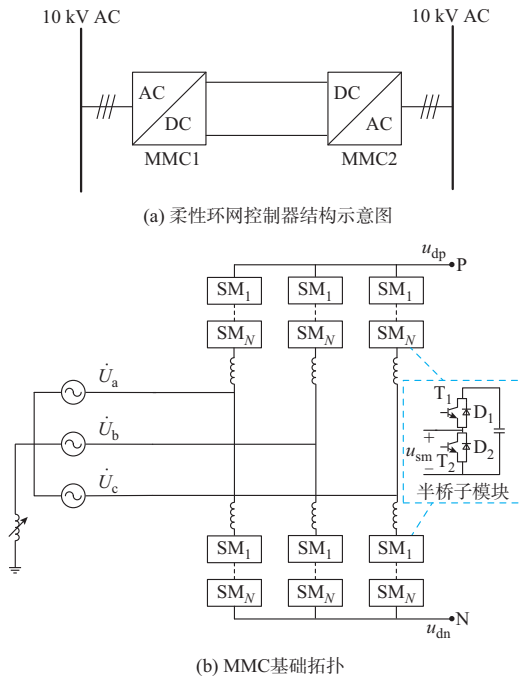 10 kV AC
10 kV AC
AC
DC
DC
AC
MMC1
MMC2
(a) 柔性环网控制器结构示意图
u_dp
P
SM_1
SM_1
SM_1
SM_N
SM_N
SM_N
U̇_a
T_1
D_1
U̇_b
+
u_sm
T_2
D_2
−
U̇_c
半桥子模块
SM_1
SM_1
SM_1
SM_N
SM_N
SM_N
N
u_dn
(b) MMC基础拓扑